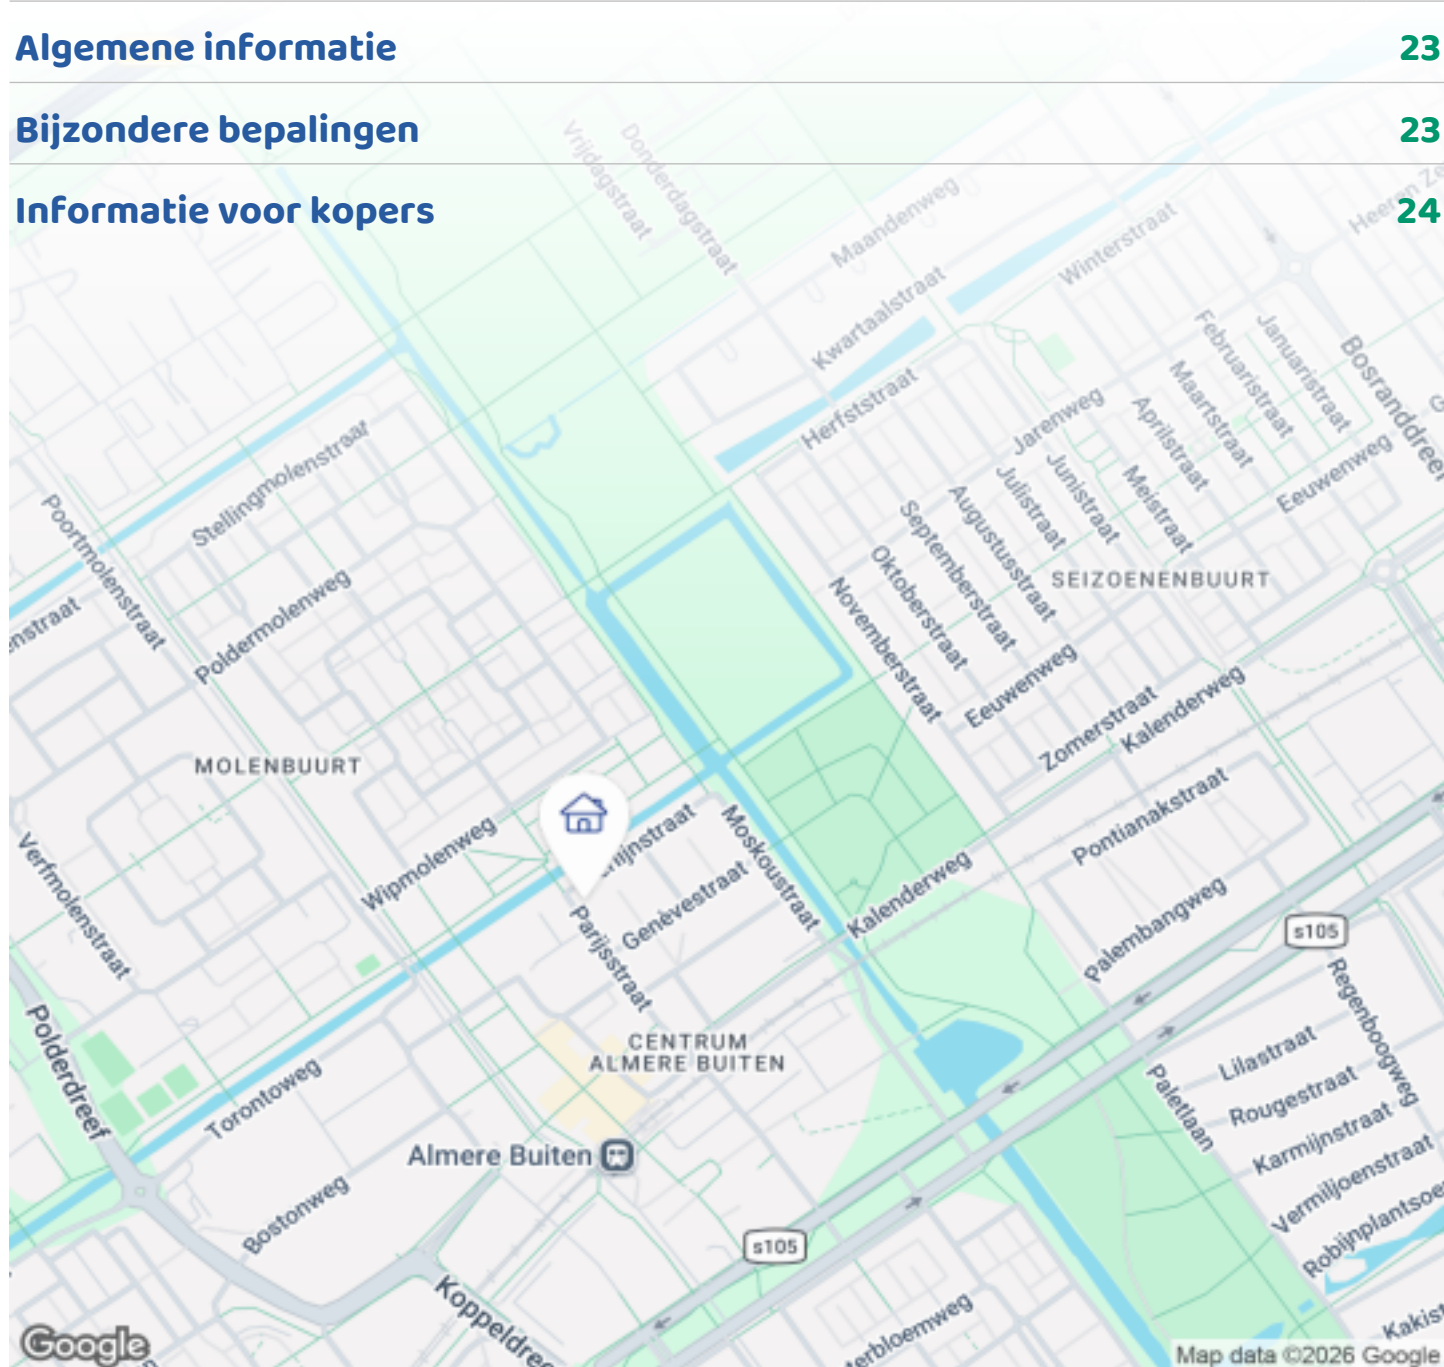 Algemene informatie 23
Bijzondere bepalingen 23
Informatie voor kopers 24
Vrijdagstraat
Donderdagstraat
Maandenweg
Winterstraat
Kwartaalstraat
Herfststraat
Februaristraat
Januaristraat
Bosranddreef
Maartstraat
Aprilstraat
Jarenweg
Eeuwenweg
Meistraat
Junistraat
Julistraat
Augustusstraat
Septemberstraat
Oktoberstraat
Novemberstraat
SEIZOENENBUURT
Stellingmolenstraat
Poortmolenstraat
Poldermolenweg
Eeuwenweg
Zomerstraat
Kalenderweg
MOLENBUURT
Pontianakstraat
Verfmolenstraat
Wipmolenweg
Moskoustraat
Genèvestraat
Kalenderweg
Parijsstraat
Palembangweg
s105
Regenboogweg
CENTRUM
ALMERE BUITEN
Polderdreef
Torontoweg
Lilastraat
Rougestraat
Paletlaan
Karmijnstraat
Almere Buiten
Vermiljoenstraat
Bostonweg
s105
Koppeldree
Google
Map data ©2026 Google